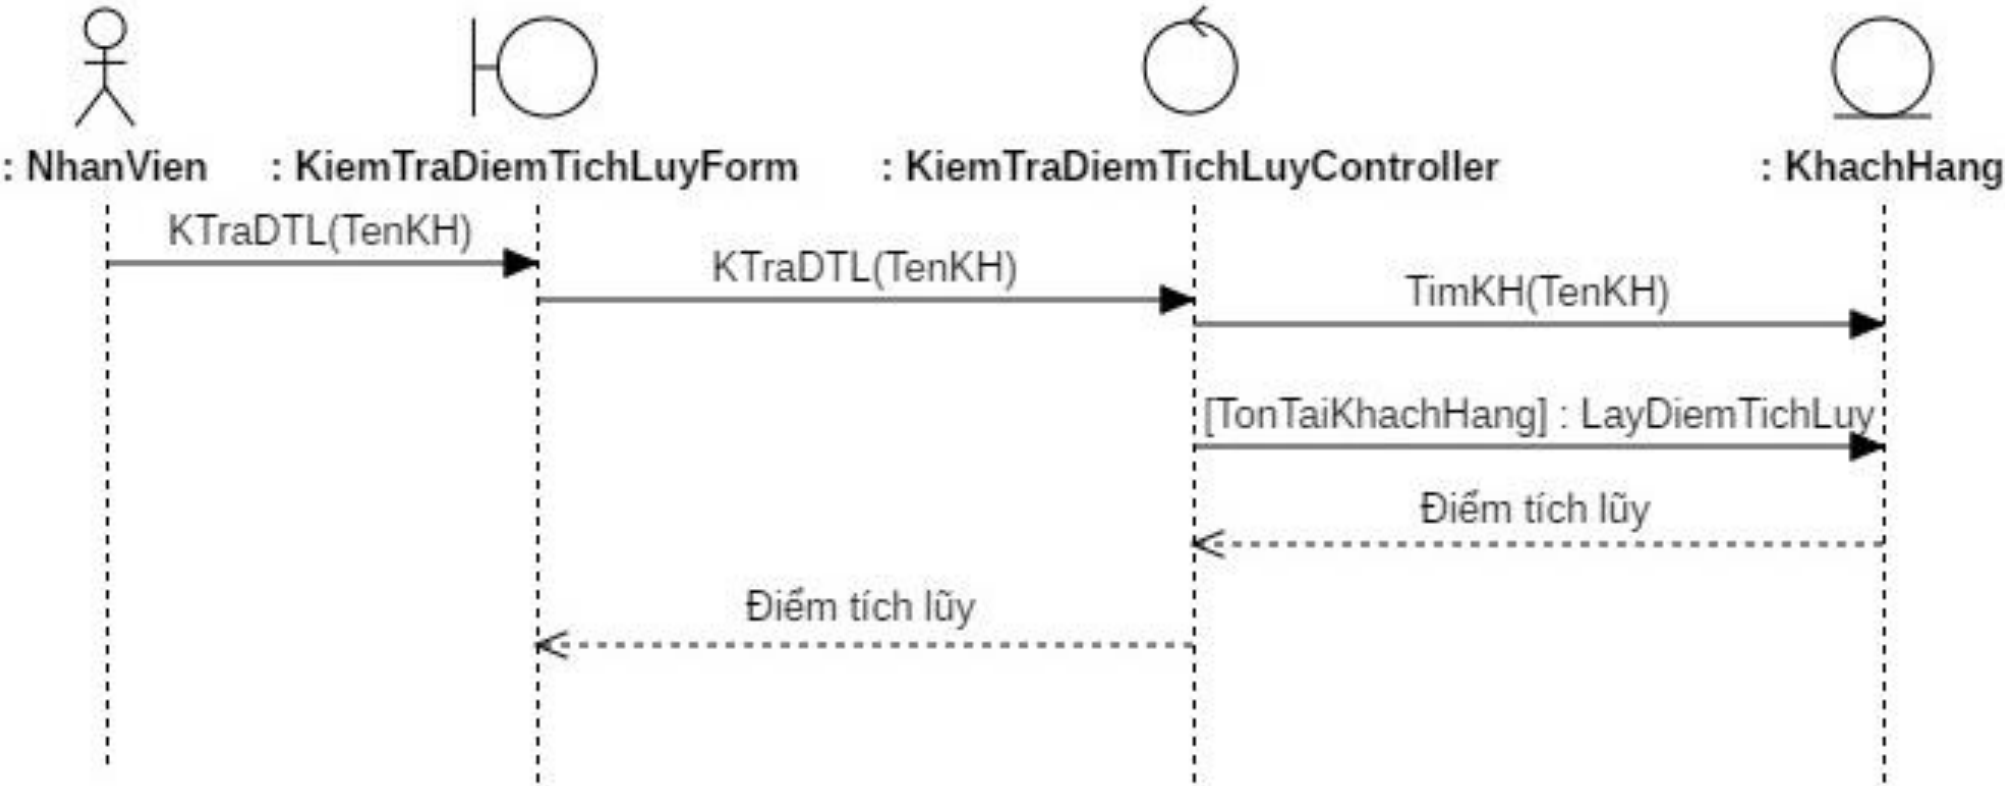 : NhanVien
: KiemTraDiemTichLuyForm
: KiemTraDiemTichLuyController
: KhachHang
KTraDTL(TenKH)
KTraDTL(TenKH)
TimKH(TenKH)
[TonTaiKhachHang] : LayDiemTichLuy
Điểm tích lũy
Điểm tích lũy